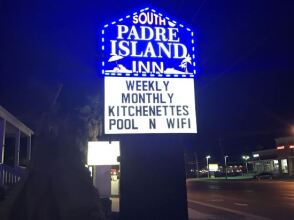 SOUTH
PADRE
ISLAND
INN
WEEKLY
MONTHLY
KITCHENETTES
POOL N WIFI